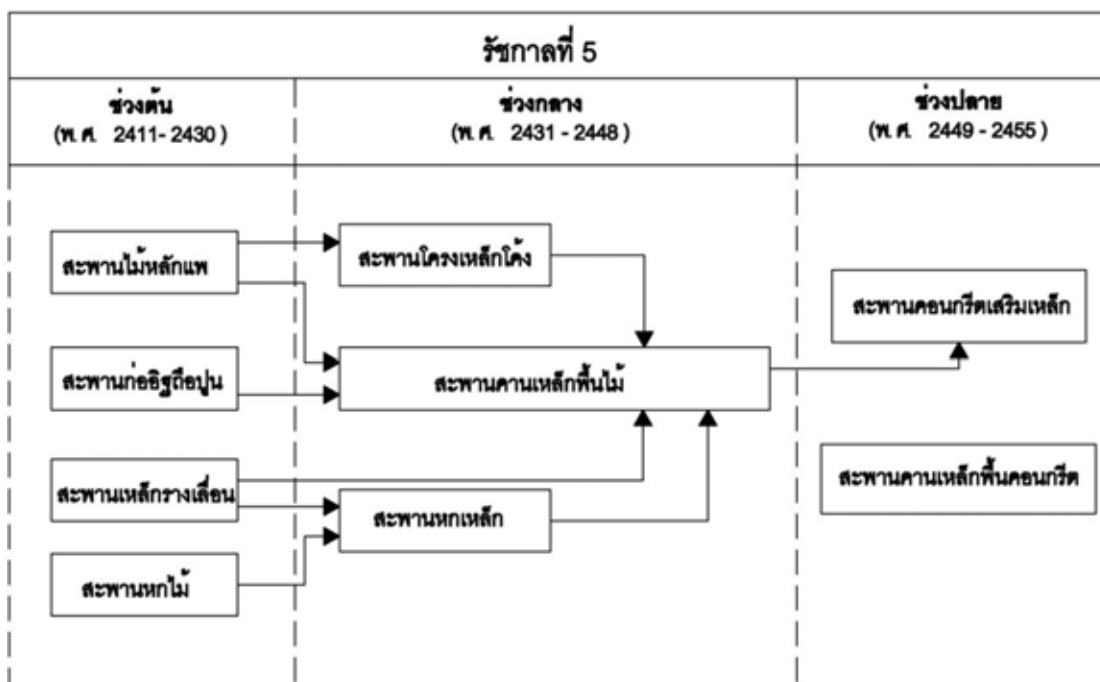 รัชกาลที่ 5
ช่วงต้น
(พ.ศ. 2411- 2430 )
ช่วงกลาง
(พ.ศ. 2431 - 2448 )
ช่วงปลาย
(พ.ศ. 2449 - 2455 )
สะพานไม้หลักแพ
สะพานก่ออิฐถือปูน
สะพานเหล็กรางเลื่อน
สะพานหกไม้
สะพานโครงเหล็กโค้ง
สะพานคานเหล็กพื้นไม้
สะพานหกเหล็ก
สะพานคอนกรีตเสริมเหล็ก
สะพานคานเหล็กพื้นคอนกรีต